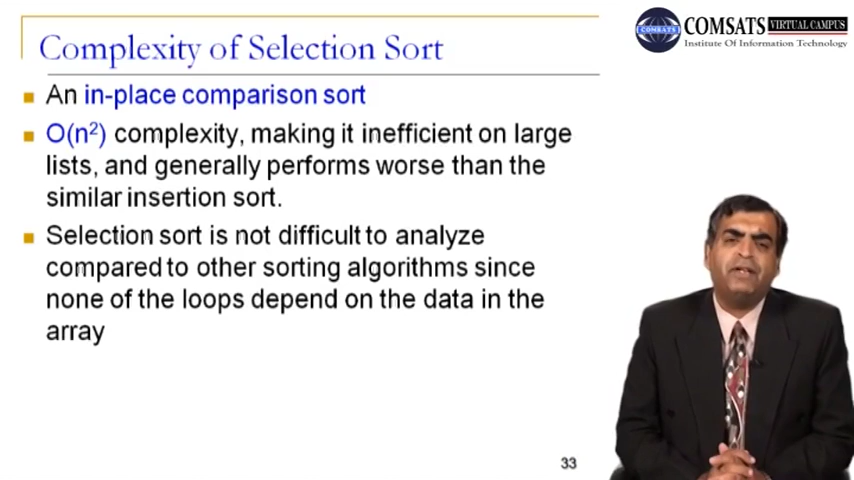 Complexity of Selection Sort
COMSATS VIRTUAL CAMPUS
Institute Of Information Technology
COMSATS
An in-place comparison sort
O(n²) complexity, making it inefficient on large
lists, and generally performs worse than the
similar insertion sort.
Selection sort is not difficult to analyze
compared to other sorting algorithms since
none of the loops depend on the data in the
array
33